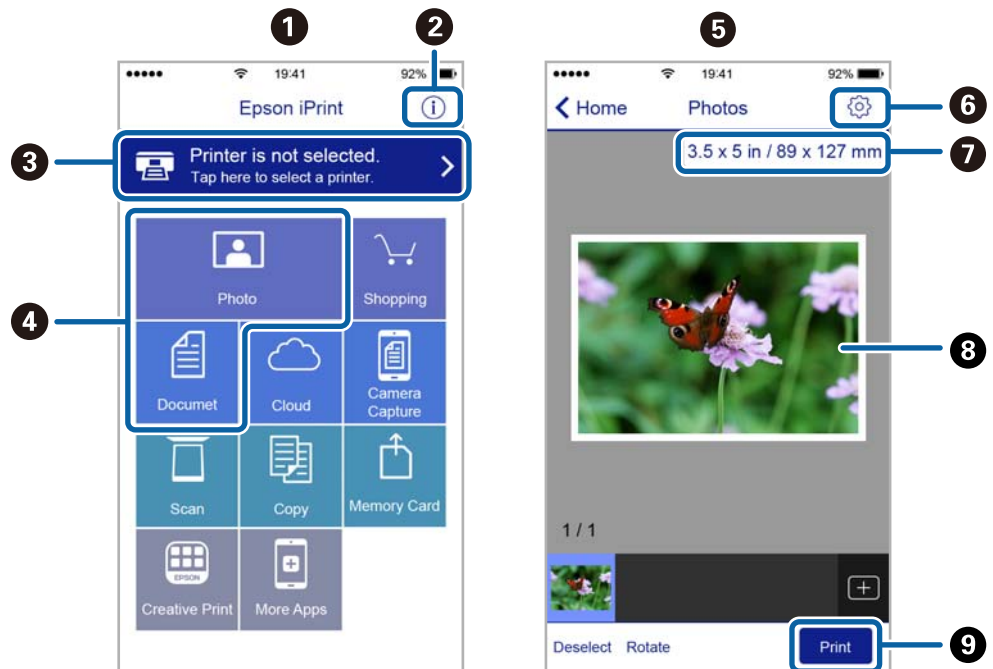 1
2
19:41
92%
Epson iPrint
i
3
Printer is not selected.
Tap here to select a printer.
4
Photo
Shopping
Documet
Cloud
Camera
Capture
Scan
Copy
Memory Card
EPSON
Creative Print
More Apps
5
19:41
92%
Home
Photos
6
3.5 x 5 in / 89 x 127 mm
7
8
1 / 1
Deselect
Rotate
Print
9